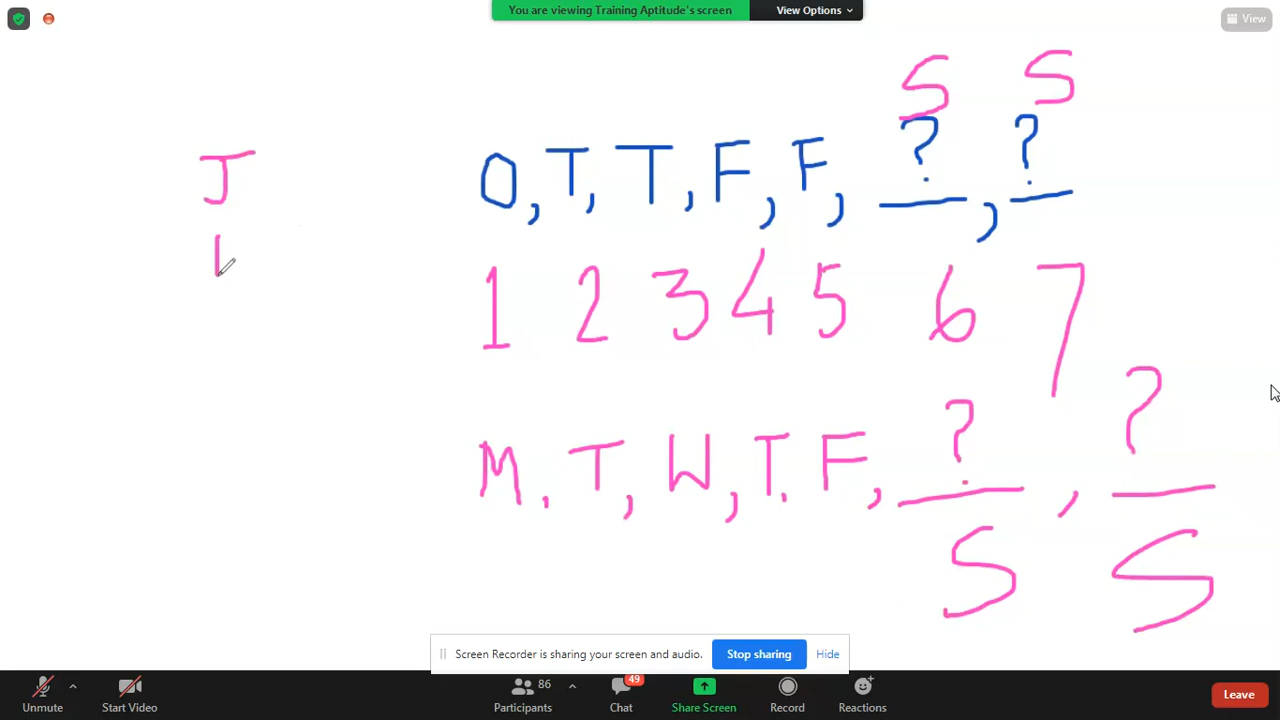 You are viewing Training Aptitude's screen
View Options
View
S S
J
O, T, T, F, F, ?, ?
1 2 3 4 5 6 7
M, T, W, T, F, ?, ?
S S
Screen Recorder is sharing your screen and audio.
Stop sharing
Hide
86
49
Unmute
Start Video
Participants
Chat
Share Screen
Record
Reactions
Leave